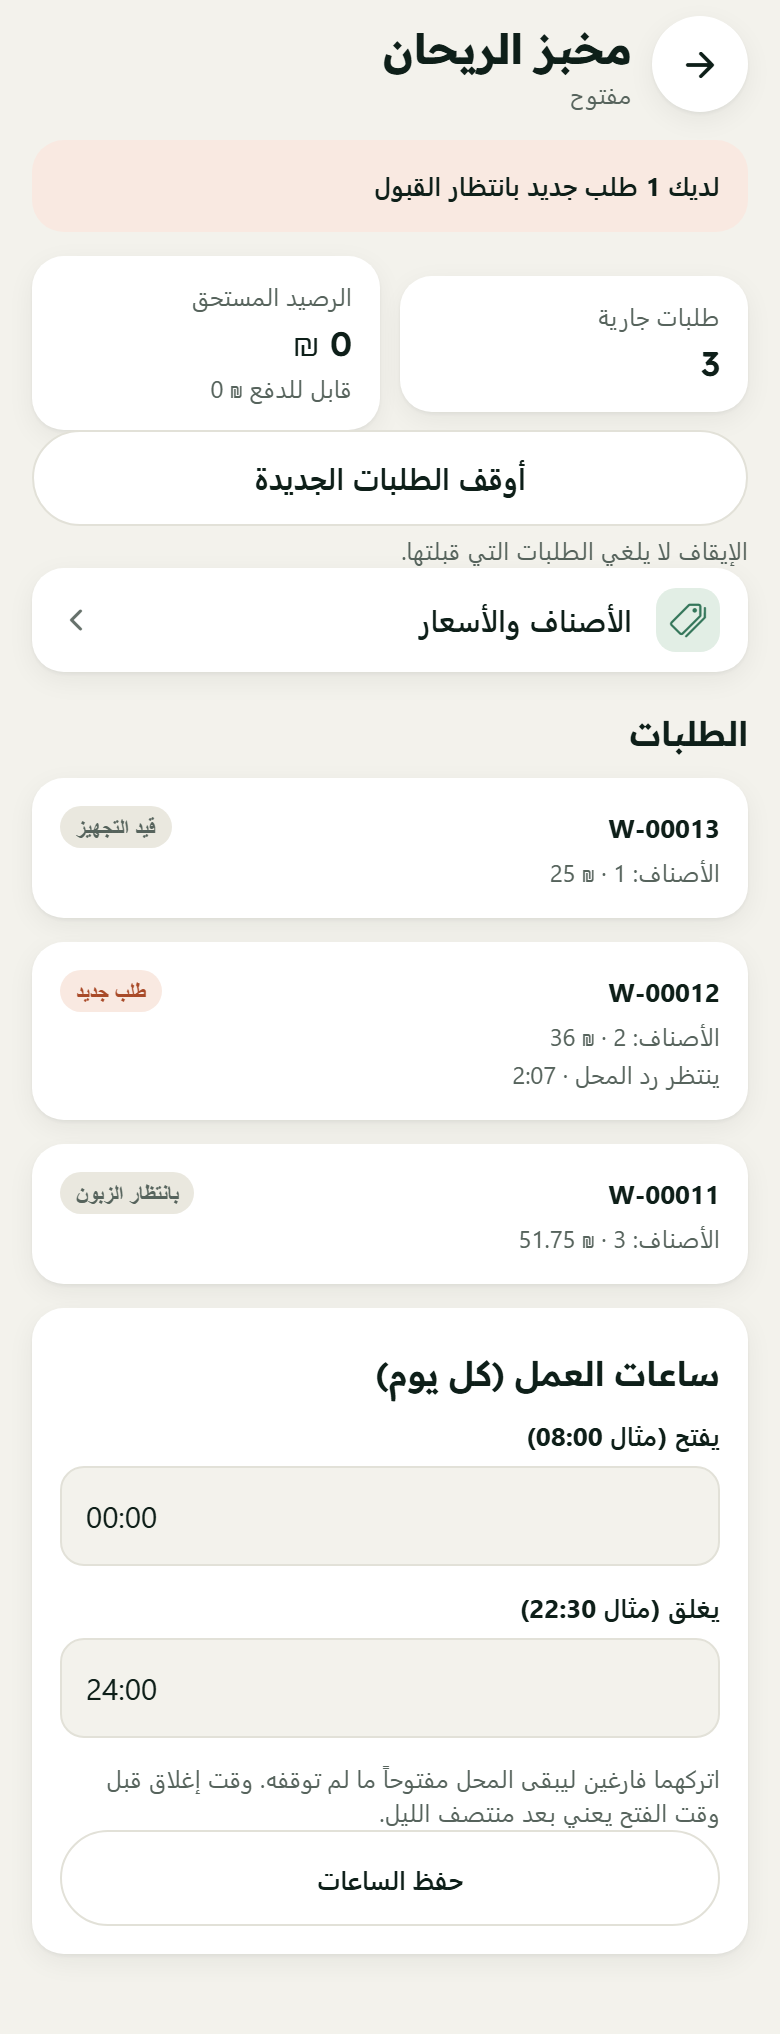 مخبز الريحان
مفتوح
لديك 1 طلب جديد بانتظار القبول
طلبات جارية
3
الرصيد المستحق
0 ₪
قابل للدفع ₪ 0
أوقف الطلبات الجديدة
الإيقاف لا يلغي الطلبات التي قبلتها.
الأصناف والأسعار
الطلبات
W-00013
قيد التجهيز
الأصناف: 1 · ₪ 25
W-00012
طلب جديد
الأصناف: 2 · ₪ 36
ينتظر رد المحل · 2:07
W-00011
بانتظار الزبون
الأصناف: 3 · ₪ 51.75
ساعات العمل (كل يوم)
يفتح (مثال 08:00)
00:00
يغلق (مثال 22:30)
24:00
اتركهما فارغين ليبقى المحل مفتوحاً ما لم توقفه. وقت إغلاق قبل
وقت الفتح يعني بعد منتصف الليل.
حفظ الساعات